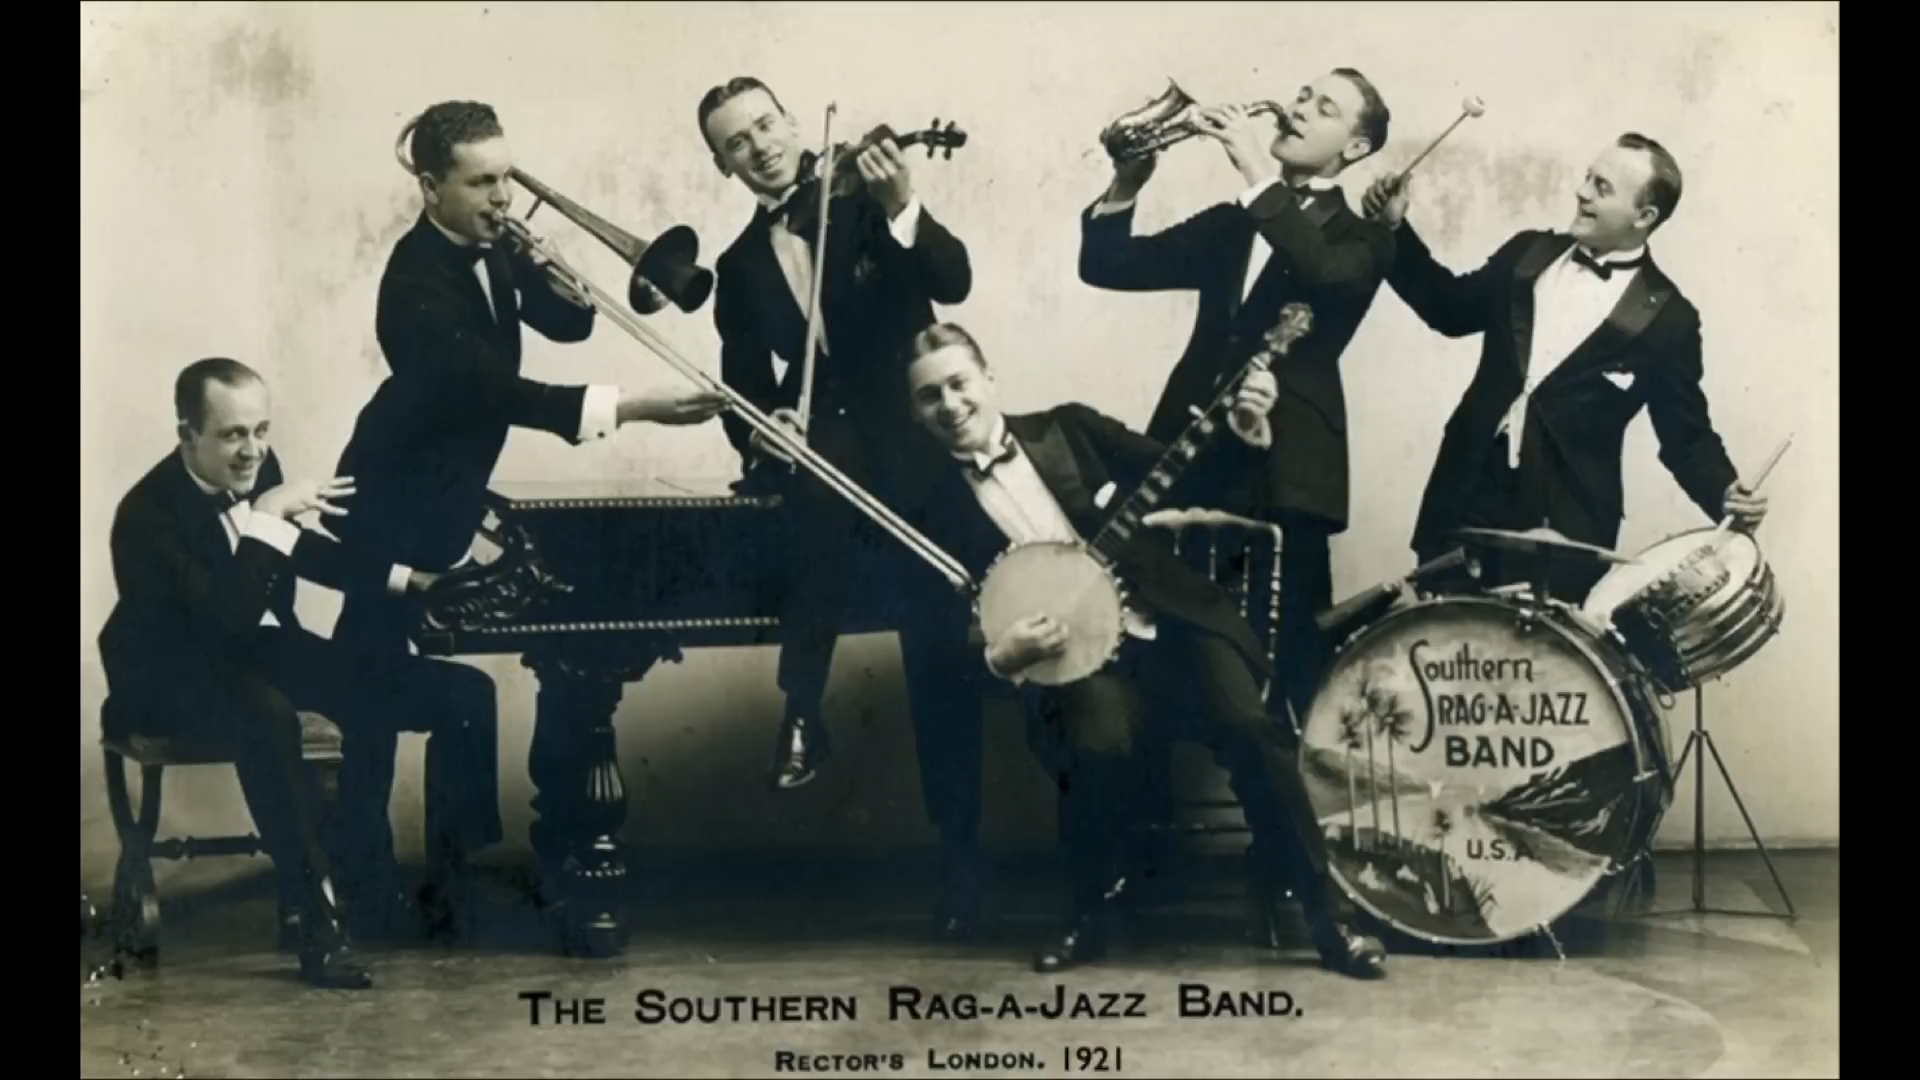 Southern
RAG-A-JAZZ
BAND
U.S.A.
THE SOUTHERN RAG-A-JAZZ BAND.
RECTOR'S LONDON. 1921